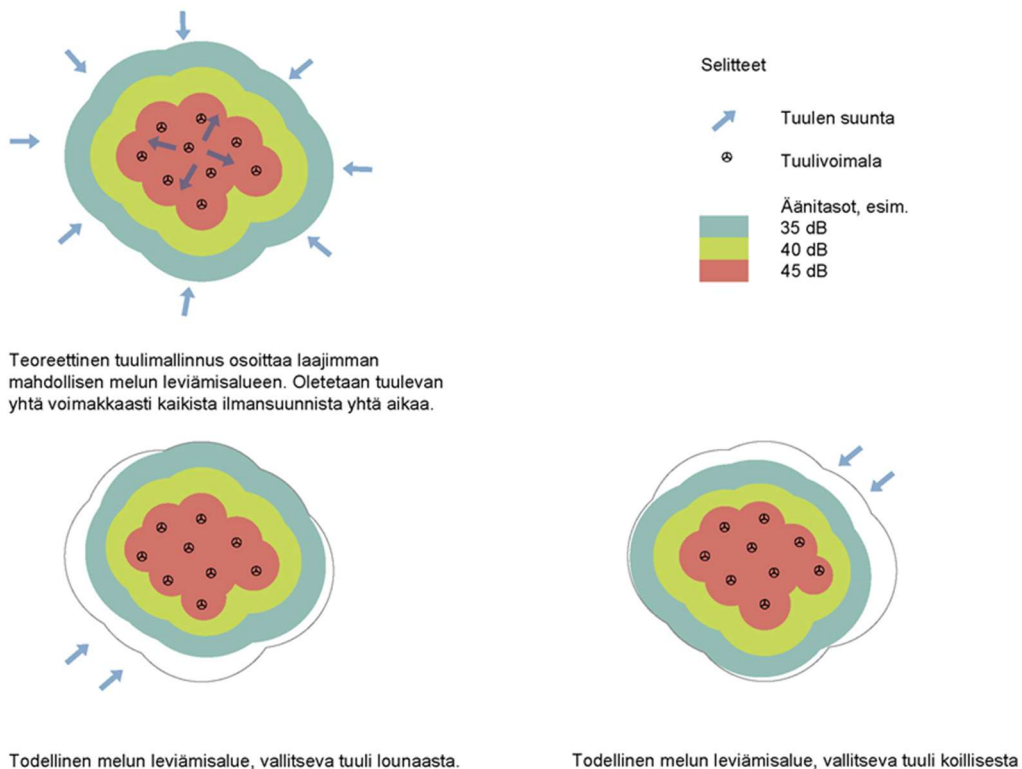 Selitteet
Tuulen suunta
Tuulivoimala
Äänitasot, esim.
35 dB
40 dB
45 dB
Teoreettinen tuulimallinnus osoittaa laajimman
mahdollisen melun leviämisalueen. Oletetaan tuulevan
yhtä voimakkaasti kaikista ilmansuunnista yhtä aikaa.
Todellinen melun leviämisalue, vallitseva tuuli lounaasta.
Todellinen melun leviämisalue, vallitseva tuuli koillisesta